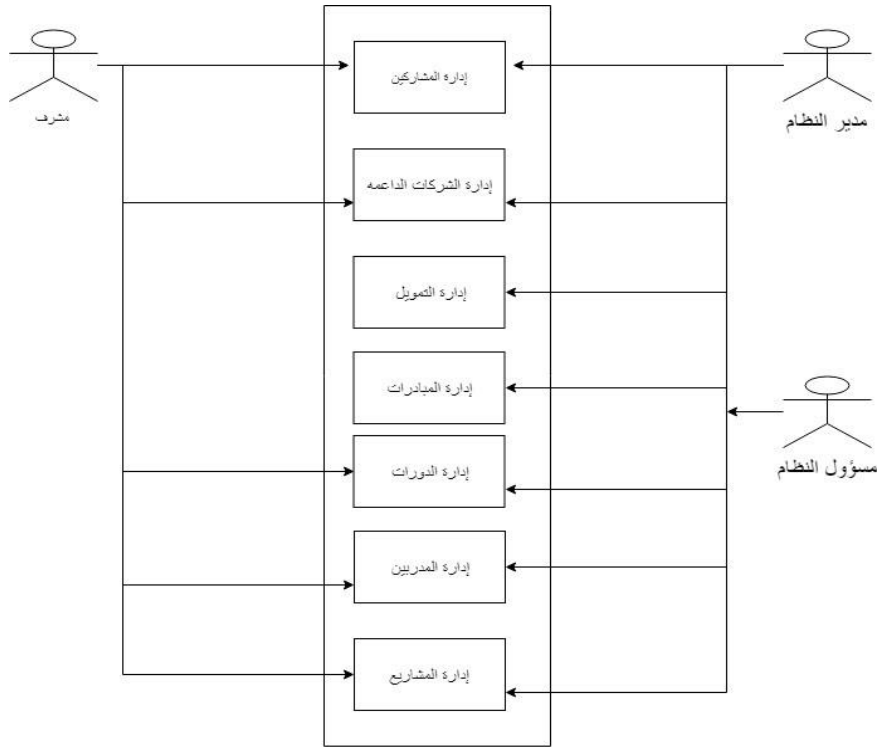 إدارة المشاركين
مشرف
مدير النظام
إدارة الشركات الداعمه
إدارة التمويل
إدارة المبادرات
إدارة الدورات
مسؤول النظام
إدارة المدربين
إدارة المشاريع